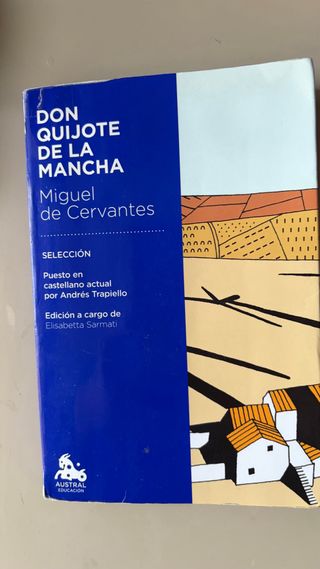 DON
QUIJOTE
DE LA
MANCHA
Miguel
de Cervantes
SELECCIÓN
Puesto en
castellano actual
por Andrés Trapiello
Edición a cargo de
Elisabetta Sarmati
AUSTRAL
EDUCACIÓN